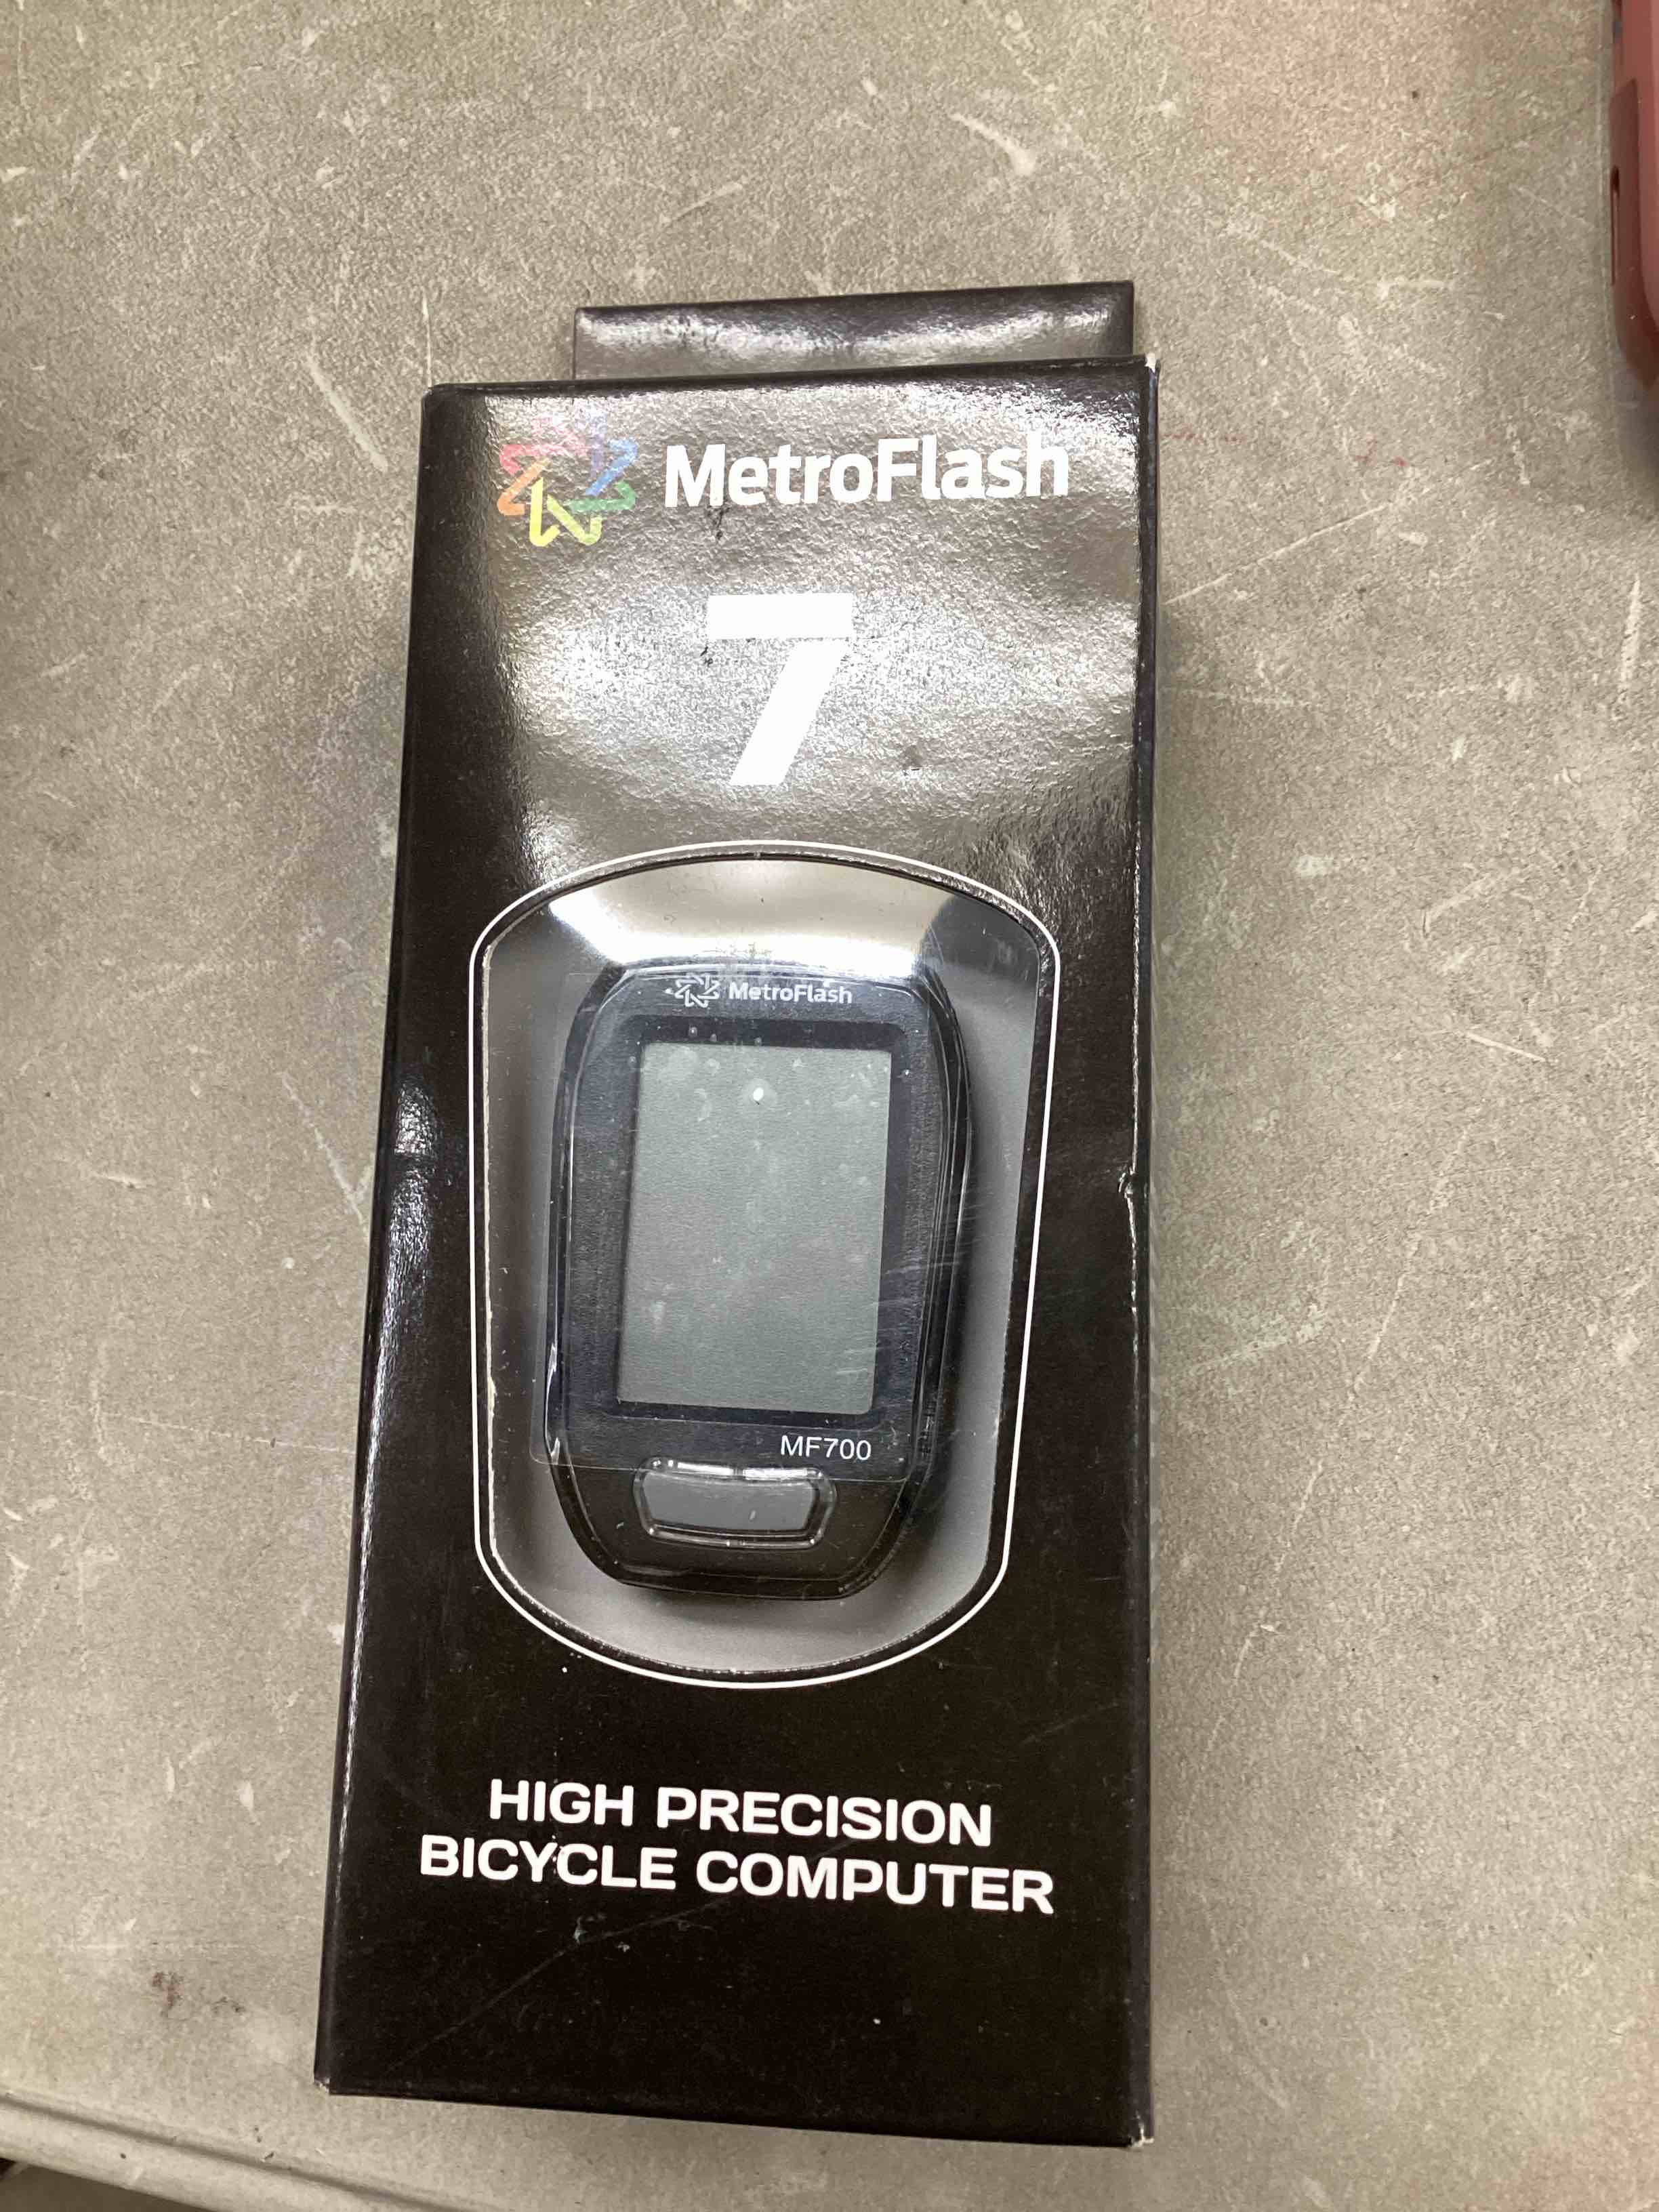 MetroFlash
7
MetroFlash
MF700
HIGH PRECISION
BICYCLE COMPUTER